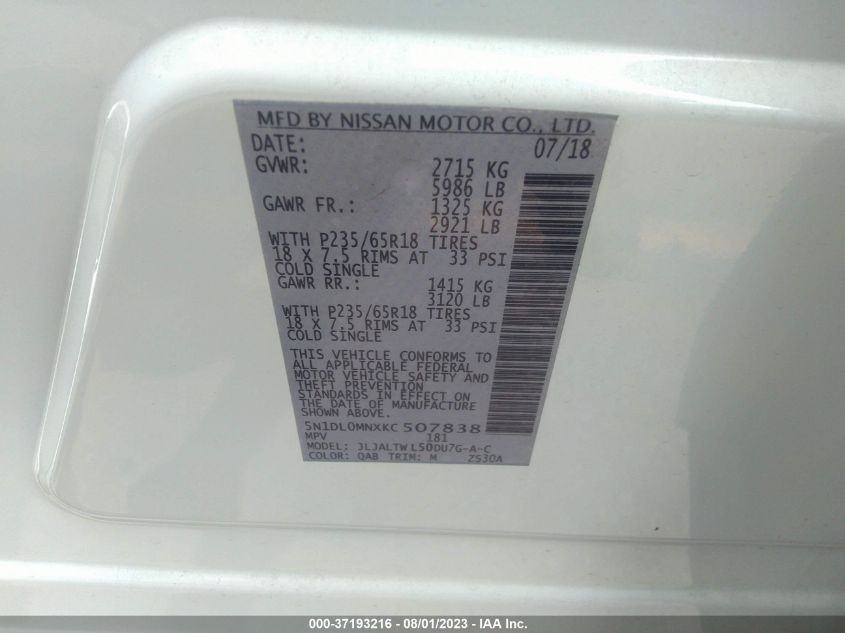 MFD BY NISSAN MOTOR CO., LTD.
DATE: 07/18
GVWR: 2715 KG
5986 LB
GAWR FR.: 1325 KG
2921 LB
WITH P235/65R18 TIRES
18 X 7.5 RIMS AT 33 PSI
COLD SINGLE
GAWR RR.: 1415 KG
3120 LB
WITH P235/65R18 TIRES
18 X 7.5 RIMS AT 33 PSI
COLD SINGLE
THIS VEHICLE CONFORMS TO
ALL APPLICABLE FEDERAL
MOTOR VEHICLE SAFETY AND
THEFT PREVENTION
STANDARDS IN EFFECT ON
THE DATE OF MANUFACTURE
SHOWN ABOVE.
5N1DL0MNXKC507838
MPV 181
MODEL: JLJALTWL50DU7G-A-C
COLOR: QAB TRIM: M Z530A
000-37193216 - 08/01/2023 - IAA Inc.